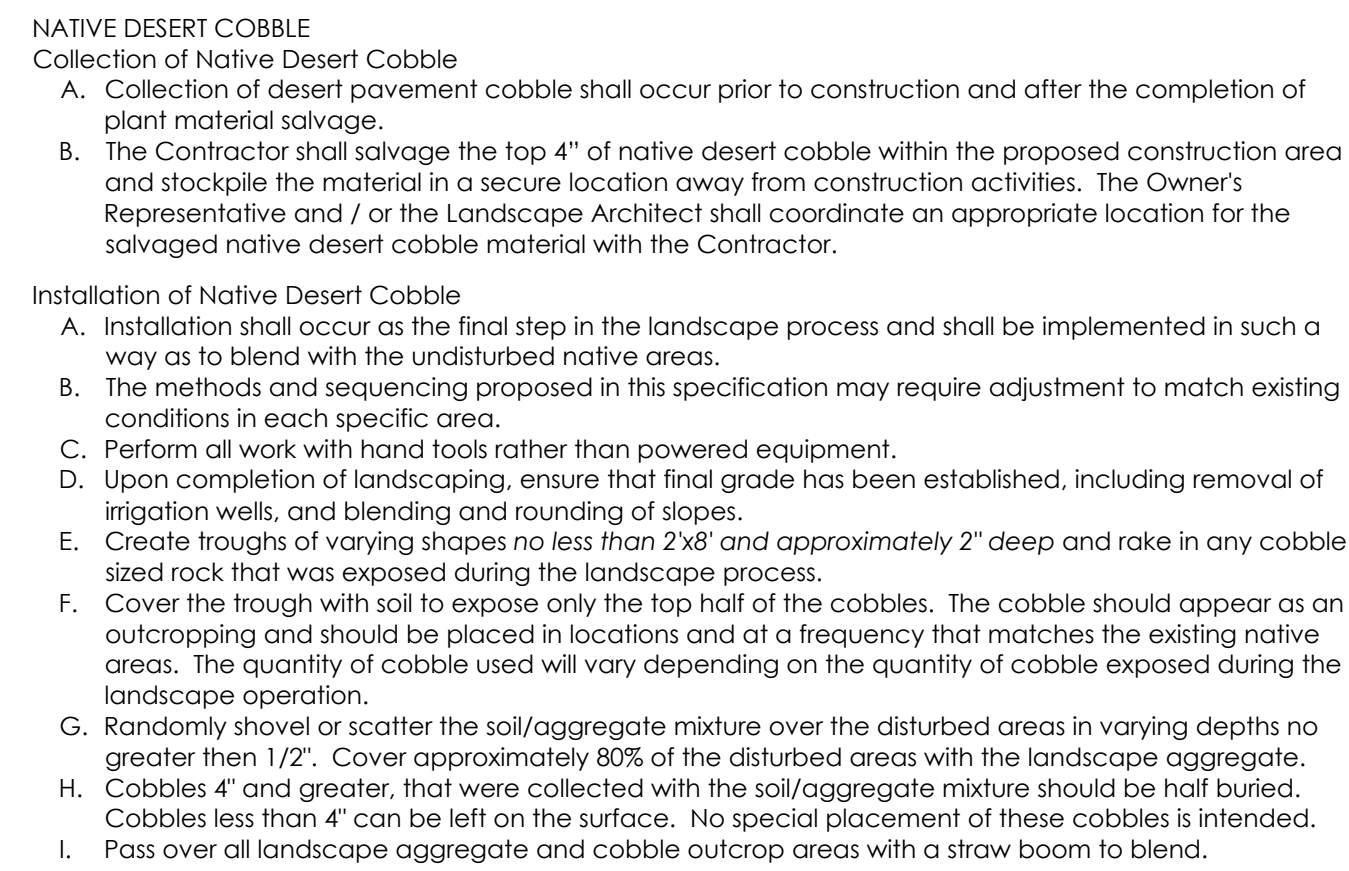 NATIVE DESERT COBBLE
Collection of Native Desert Cobble
A. Collection of desert pavement cobble shall occur prior to construction and after the completion of
plant material salvage.
B. The Contractor shall salvage the top 4” of native desert cobble within the proposed construction area
and stockpile the material in a secure location away from construction activities. The Owner's
Representative and / or the Landscape Architect shall coordinate an appropriate location for the
salvaged native desert cobble material with the Contractor.
Installation of Native Desert Cobble
A. Installation shall occur as the final step in the landscape process and shall be implemented in such a
way as to blend with the undisturbed native areas.
B. The methods and sequencing proposed in this specification may require adjustment to match existing
conditions in each specific area.
C. Perform all work with hand tools rather than powered equipment.
D. Upon completion of landscaping, ensure that final grade has been established, including removal of
irrigation wells, and blending and rounding of slopes.
E. Create troughs of varying shapes no less than 2'x8' and approximately 2" deep and rake in any cobble
sized rock that was exposed during the landscape process.
F. Cover the trough with soil to expose only the top half of the cobbles. The cobble should appear as an
outcropping and should be placed in locations and at a frequency that matches the existing native
areas. The quantity of cobble used will vary depending on the quantity of cobble exposed during the
landscape operation.
G. Randomly shovel or scatter the soil/aggregate mixture over the disturbed areas in varying depths no
greater then 1/2". Cover approximately 80% of the disturbed areas with the landscape aggregate.
H. Cobbles 4" and greater, that were collected with the soil/aggregate mixture should be half buried.
Cobbles less than 4" can be left on the surface. No special placement of these cobbles is intended.
I. Pass over all landscape aggregate and cobble outcrop areas with a straw boom to blend.